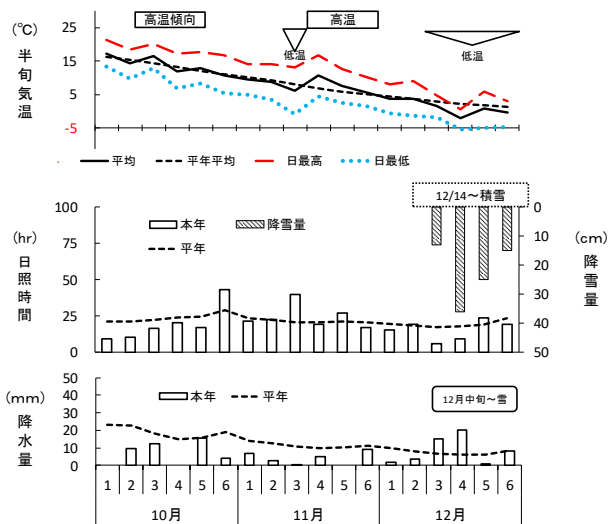 (℃)
半旬気温
高温傾向
低温
高温
低温
25
15
5
-5
平均 平年平均 日最高 日最低
12/14～積雪
(hr)
日照時間
100
75
50
25
0
本年 降雪量
平年
0
10
20
30
40
50
(cm)
降雪量
(mm)
降水量
50
40
30
20
10
0
本年 平年
12月中旬～雪
1 2 3 4 5 6 1 2 3 4 5 6 1 2 3 4 5 6
10月 11月 12月